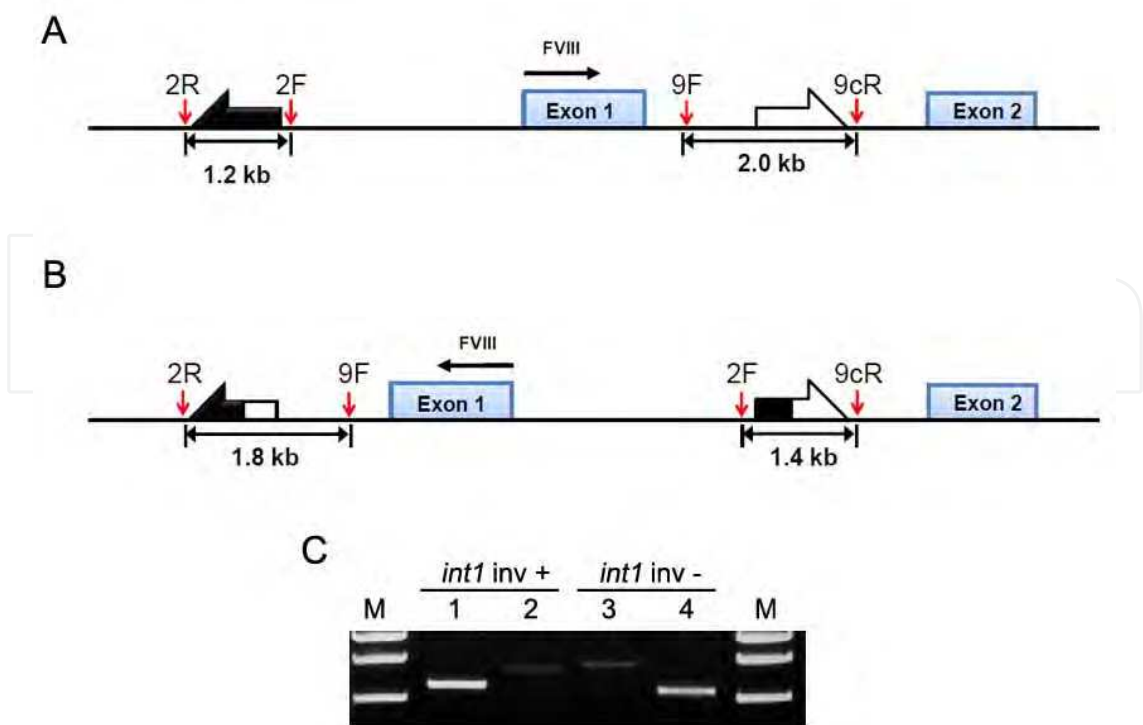 A
FVIII
2R 2F 9F 9cR
Exon 1 Exon 2
1.2 kb 2.0 kb
B
FVIII
2R 9F 2F 9cR
Exon 1 Exon 2
1.8 kb 1.4 kb
C
int1 inv + int1 inv -
M 1 2 3 4 M